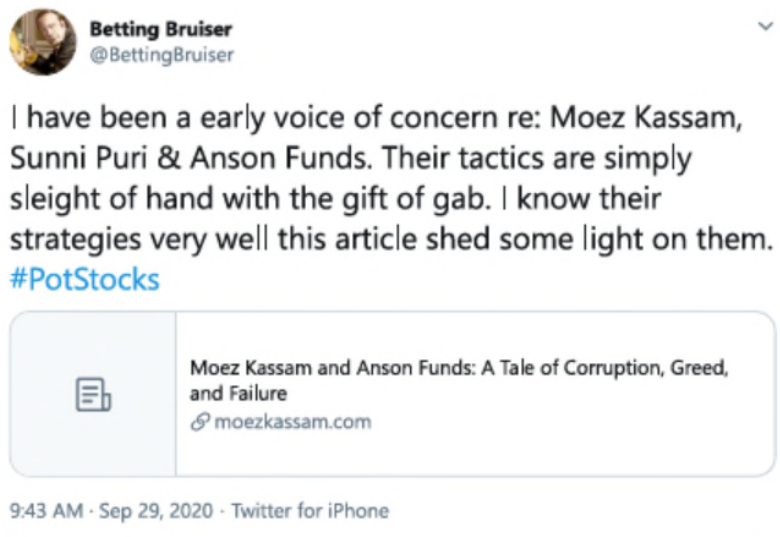 Betting Bruiser
@BettingBruiser
I have been a early voice of concern re: Moez Kassam,
Sunni Puri & Anson Funds. Their tactics are simply
sleight of hand with the gift of gab. I know their
strategies very well this article shed some light on them.
#PotStocks
Moez Kassam and Anson Funds: A Tale of Corruption, Greed,
and Failure
moezkassam.com
9:43 AM · Sep 29, 2020 · Twitter for iPhone